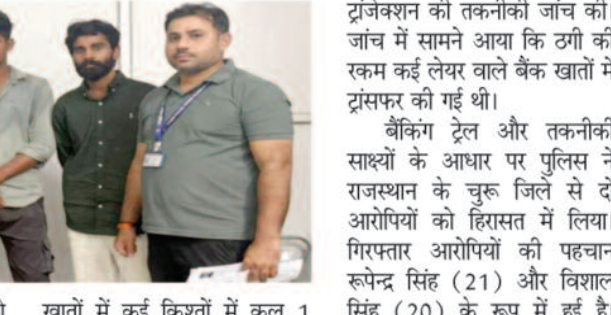 ट्रांजेक्शन की तकनीकी जांच की।
जांच में सामने आया कि ठगी की
रकम कई लेयर वाले बैंक खातों में
ट्रांसफर की गई थी।
बैंकिंग ट्रेल और तकनीकी
साक्ष्यों के आधार पर पुलिस ने
राजस्थान के चुरू जिले से दो
आरोपियों को हिरासत में लिया।
गिरफ्तार आरोपियों की पहचान
रूपेन्द्र सिंह (21) और विशाल
सिंह (20) के रूप में हुई है।
खातों में कई किश्तों में कुल 1